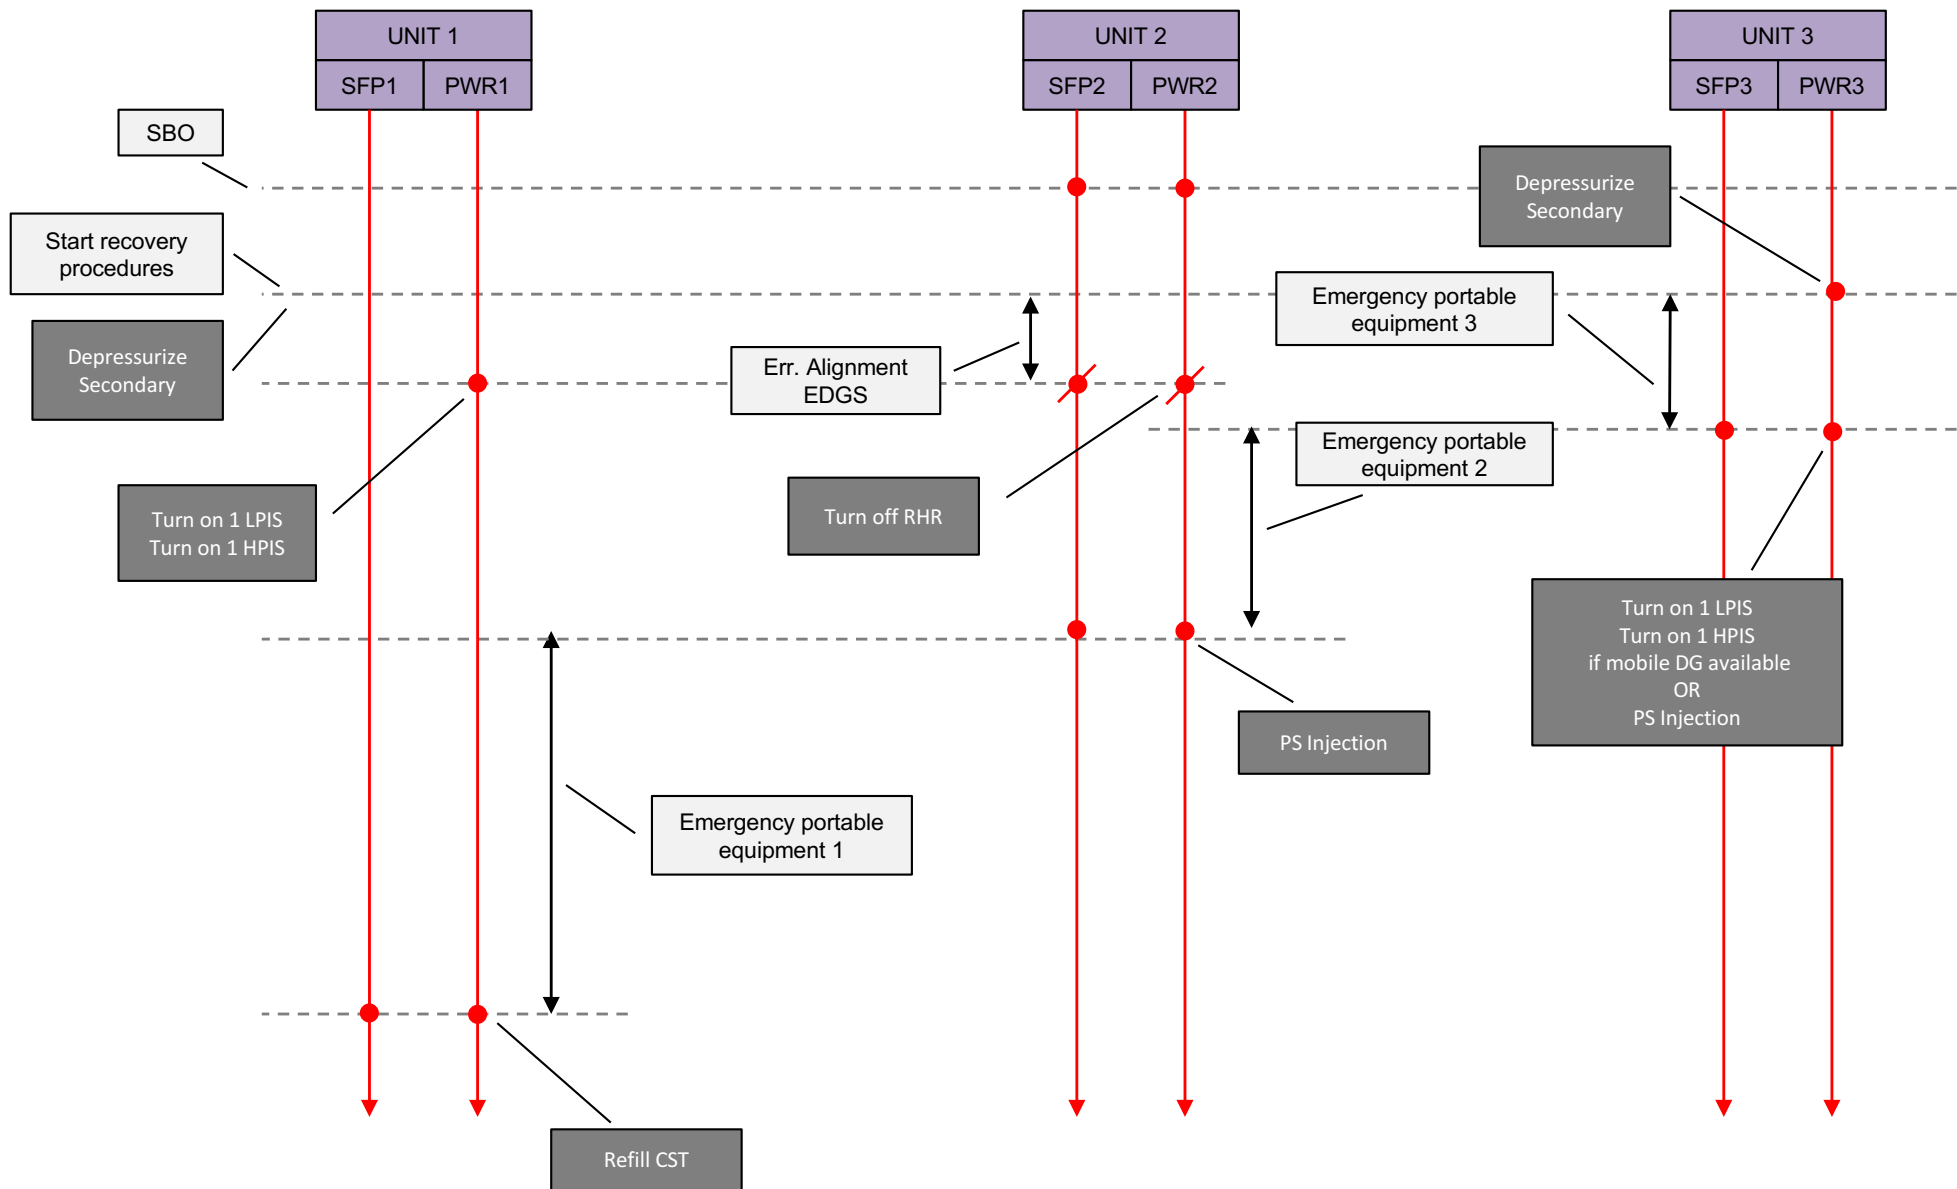 UNIT 1
UNIT 2
UNIT 3
SFP1
PWR1
SFP2
PWR2
SFP3
PWR3
SBO
Depressurize
Secondary
Start recovery
procedures
Emergency portable
equipment 3
Depressurize
Secondary
Err. Alignment
EDGS
Emergency portable
equipment 2
Turn on 1 LPIS
Turn on 1 HPIS
Turn off RHR
Turn on 1 LPIS
Turn on 1 HPIS
if mobile DG available
OR
PS Injection
PS Injection
Emergency portable
equipment 1
Refill CST